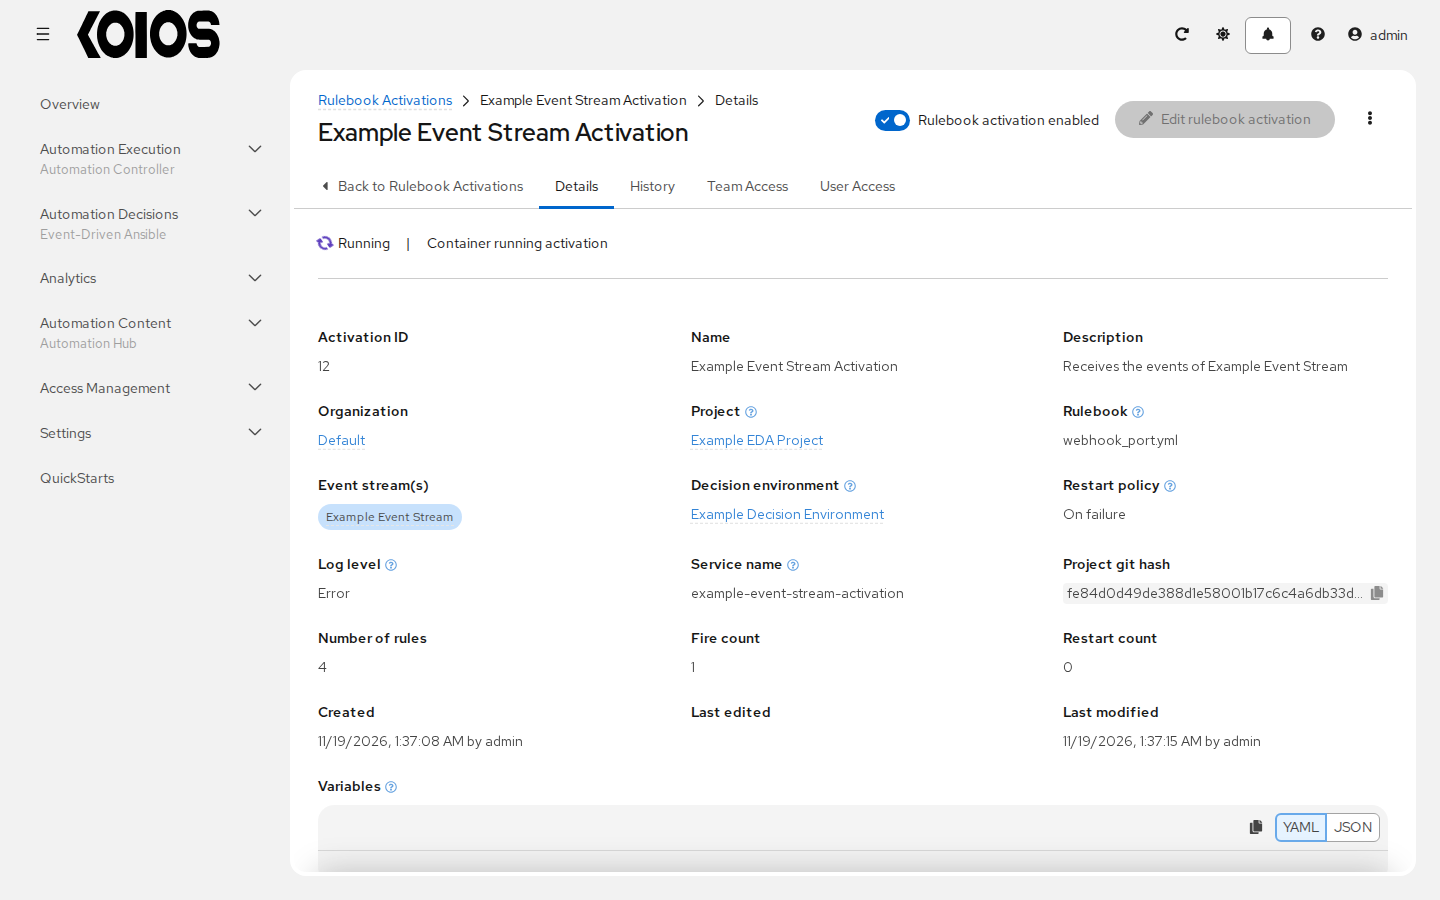 KOIOS
admin
Overview
Automation Execution
Automation Controller
Automation Decisions
Event-Driven Ansible
Analytics
Automation Content
Automation Hub
Access Management
Settings
QuickStarts
Rulebook Activations > Example Event Stream Activation > Details
Example Event Stream Activation
Rulebook activation enabled
Edit rulebook activation
Back to Rulebook Activations
Details
History
Team Access
User Access
Running | Container running activation
Activation ID
12
Name
Example Event Stream Activation
Description
Receives the events of Example Event Stream
Organization
Default
Project
Example EDA Project
Rulebook
webhook_port.yml
Event stream(s)
Example Event Stream
Decision environment
Example Decision Environment
Restart policy
On failure
Log level
Error
Service name
example-event-stream-activation
Project git hash
fe84d0d49de388d1e58001b17c6c4a6db33d...
Number of rules
4
Fire count
1
Restart count
0
Created
11/19/2026, 1:37:08 AM by admin
Last edited
Last modified
11/19/2026, 1:37:15 AM by admin
Variables
YAML
JSON